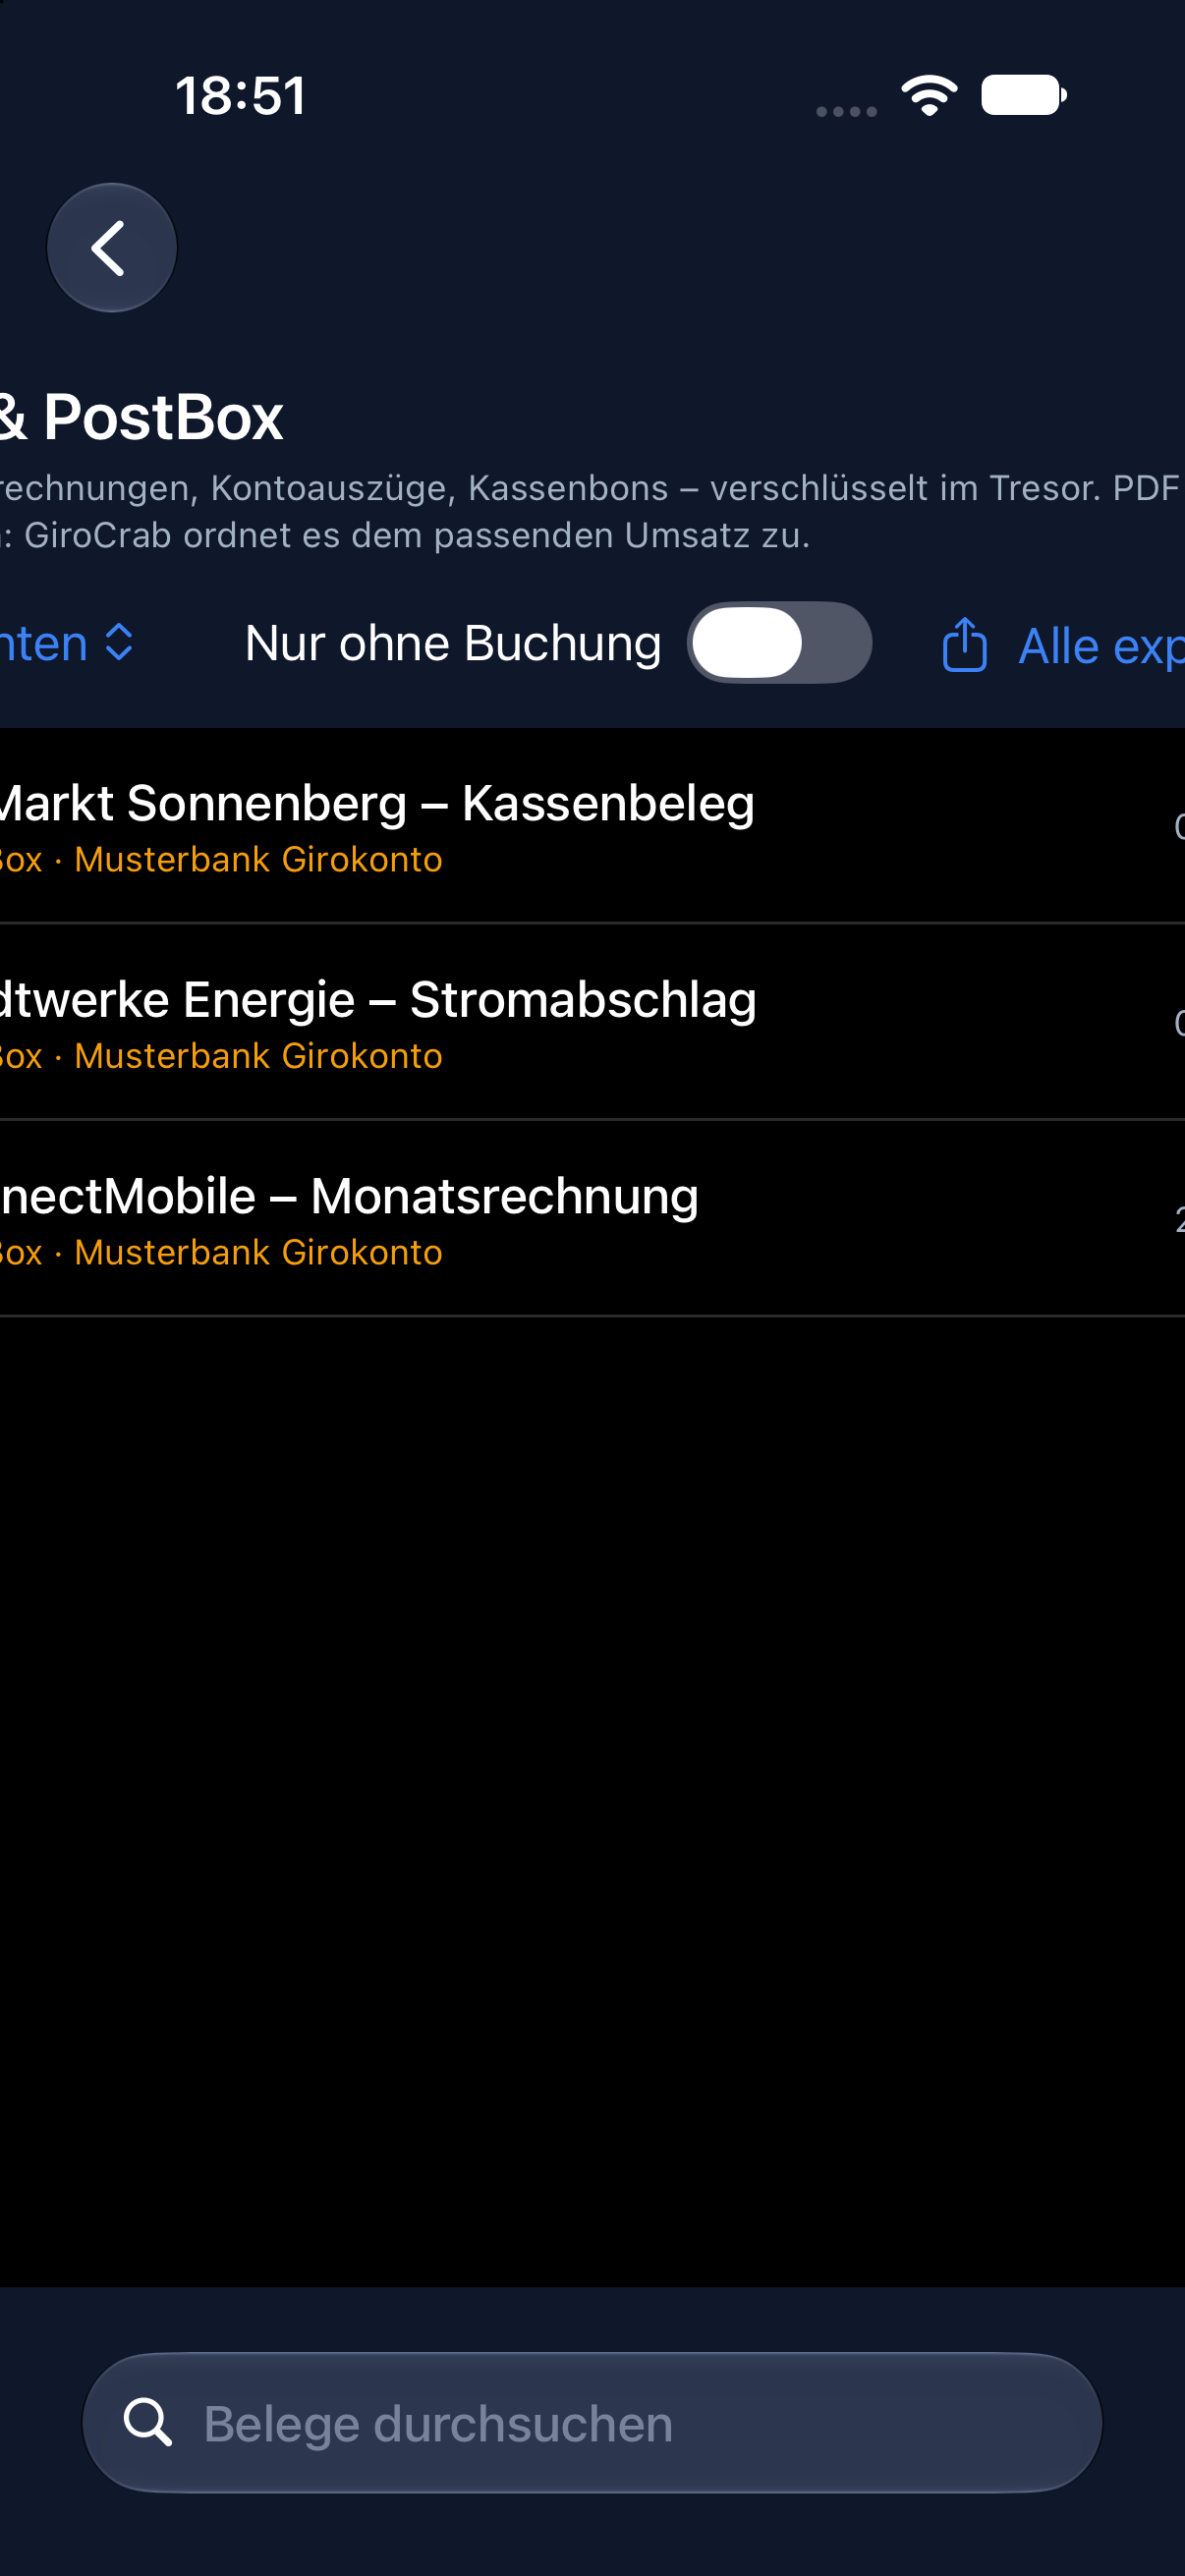 18:51
& PostBox
rechnungen, Kontoauszüge, Kassenbons – verschlüsselt im Tresor. PDF
: GiroCrab ordnet es dem passenden Umsatz zu.
nten
Nur ohne Buchung
Alle exp
Markt Sonnenberg – Kassenbeleg
Box · Musterbank Girokonto
dtwerke Energie – Stromabschlag
Box · Musterbank Girokonto
nectMobile – Monatsrechnung
Box · Musterbank Girokonto
Belege durchsuchen